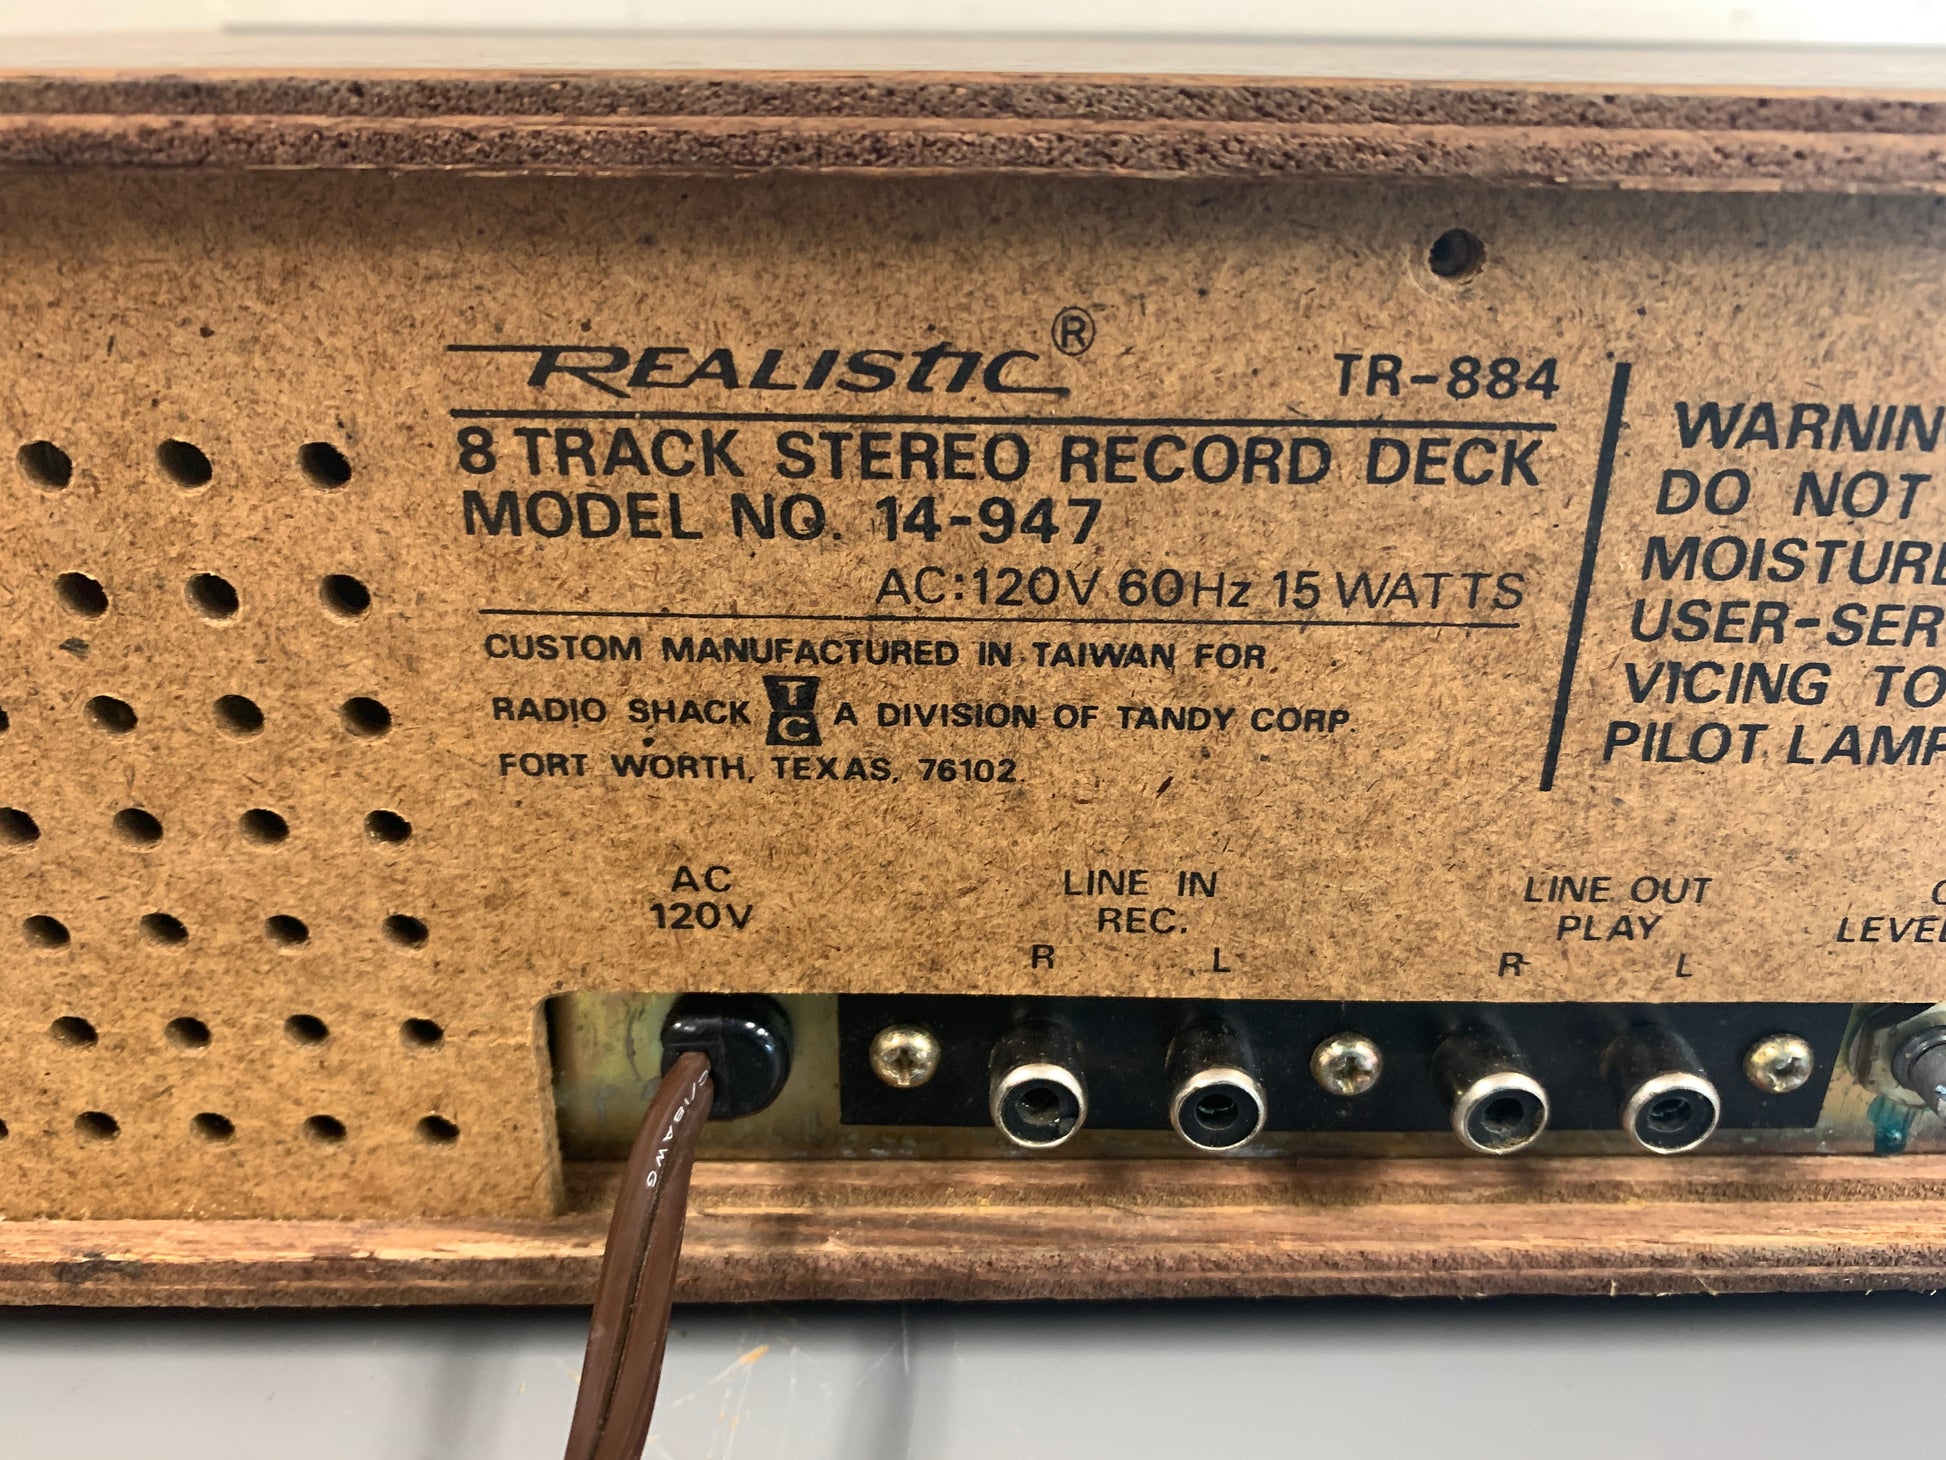 REALISTIC®
TR-884
8 TRACK STEREO RECORD DECK
MODEL NO. 14-947
AC:120V 60Hz 15 WATTS
CUSTOM MANUFACTURED IN TAIWAN FOR
RADIO SHACK TC A DIVISION OF TANDY CORP.
FORT WORTH, TEXAS, 76102.
DO NOT
MOISTURE
USER-SER
VICING TO
PILOT LAMP
AC
120V
LINE IN
REC.
R L
LINE OUT
PLAY
R L
LEVEL
C/18AWG